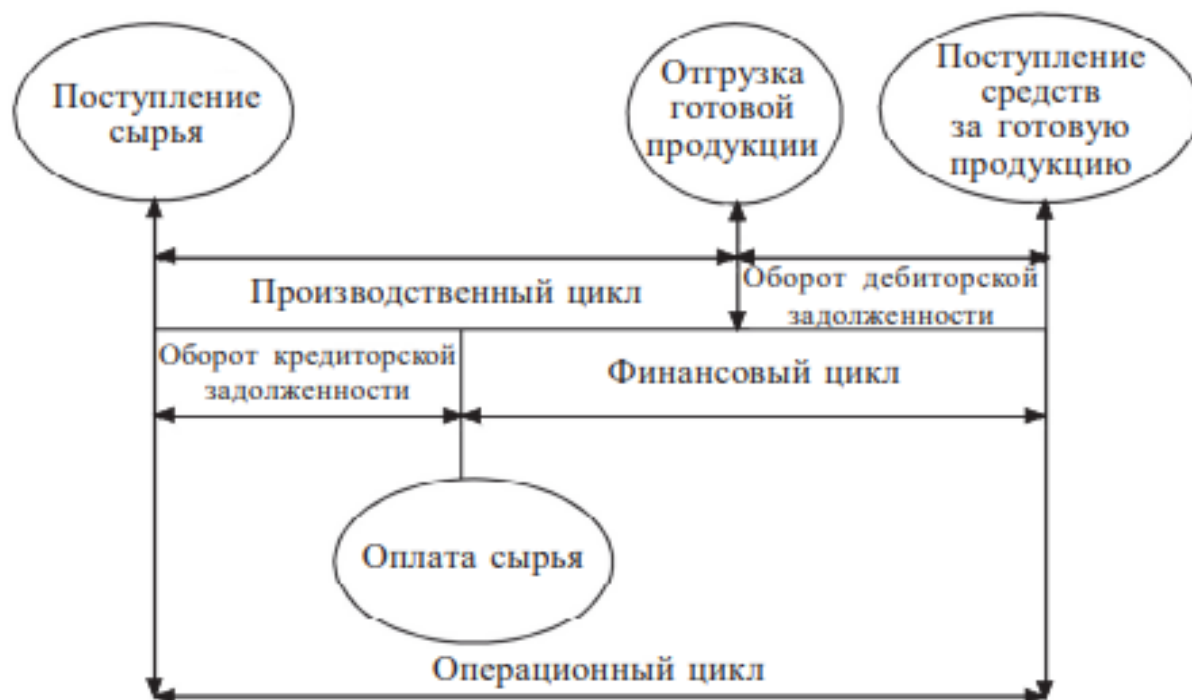 Поступление
сырья
Отгрузка
готовой
продукции
Поступление
средств
за готовую
продукцию
Производственный цикл
Оборот дебиторской
задолженности
Оборот кредиторской
задолженности
Финансовый цикл
Оплата сырья
Операционный цикл